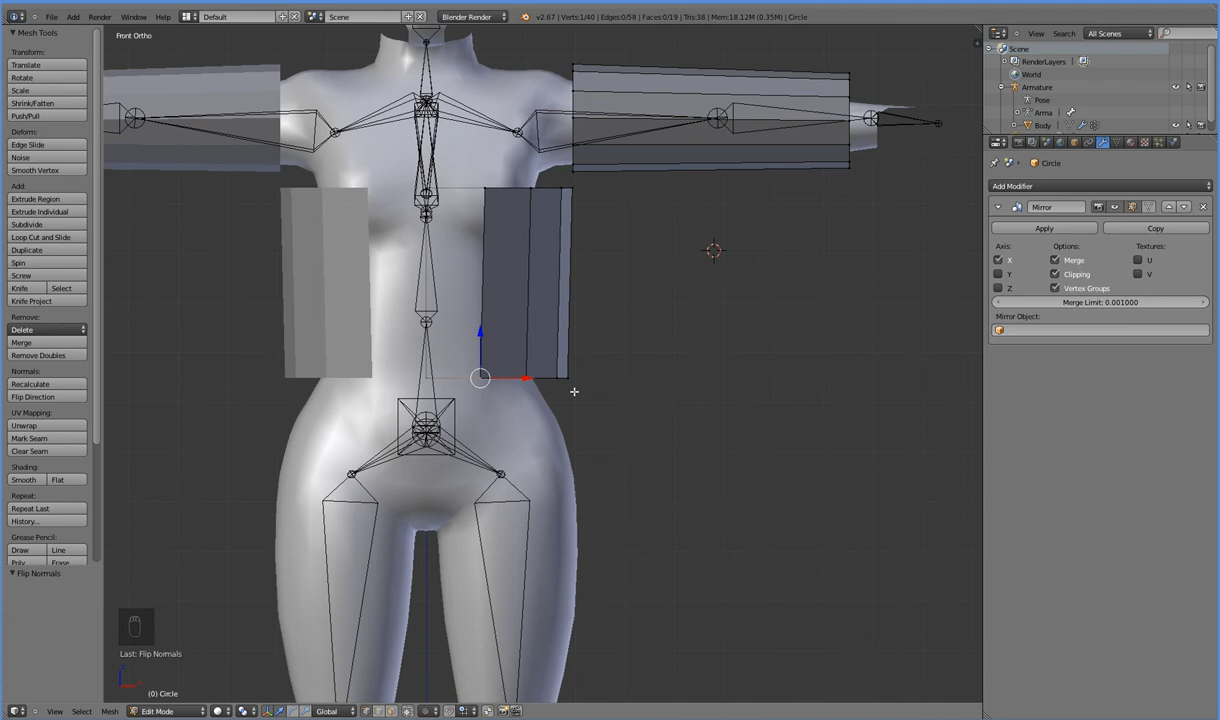 File Add Render Window Help Default Scene Blender Render v2.67 | Verts:1/40 | Edges:0/58 | Faces:0/19 | Tris:38 | Mem:18.12M (0.35M) | Circle
Mesh Tools
Transform:
Translate
Rotate
Scale
Shrink/Fatten
Push/Pull
Deform:
Edge Slide
Noise
Smooth Vertex
Add:
Extrude Region
Extrude Individual
Subdivide
Loop Cut and Slide
Duplicate
Spin
Screw
Knife Select
Knife Project
Remove:
Delete
Merge
Remove Doubles
Normals:
Recalculate
Flip Direction
UV Mapping:
Unwrap
Mark Seam
Clear Seam
Shading:
Smooth Flat
Repeat:
Repeat Last
History...
Grease Pencil:
Draw Line
Poly Erase
Flip Normals
Front Ortho
Last: Flip Normals
(0) Circle
View Select Mesh Edit Mode Global
View Search All Scenes
Scene
RenderLayers
World
Armature
Pose
Arma
Body
Circle
Add Modifier
Mirror
Apply Copy
Axis: Options: Textures:
X Merge U
Y Clipping V
Z Vertex Groups
Merge Limit: 0.001000
Mirror Object: